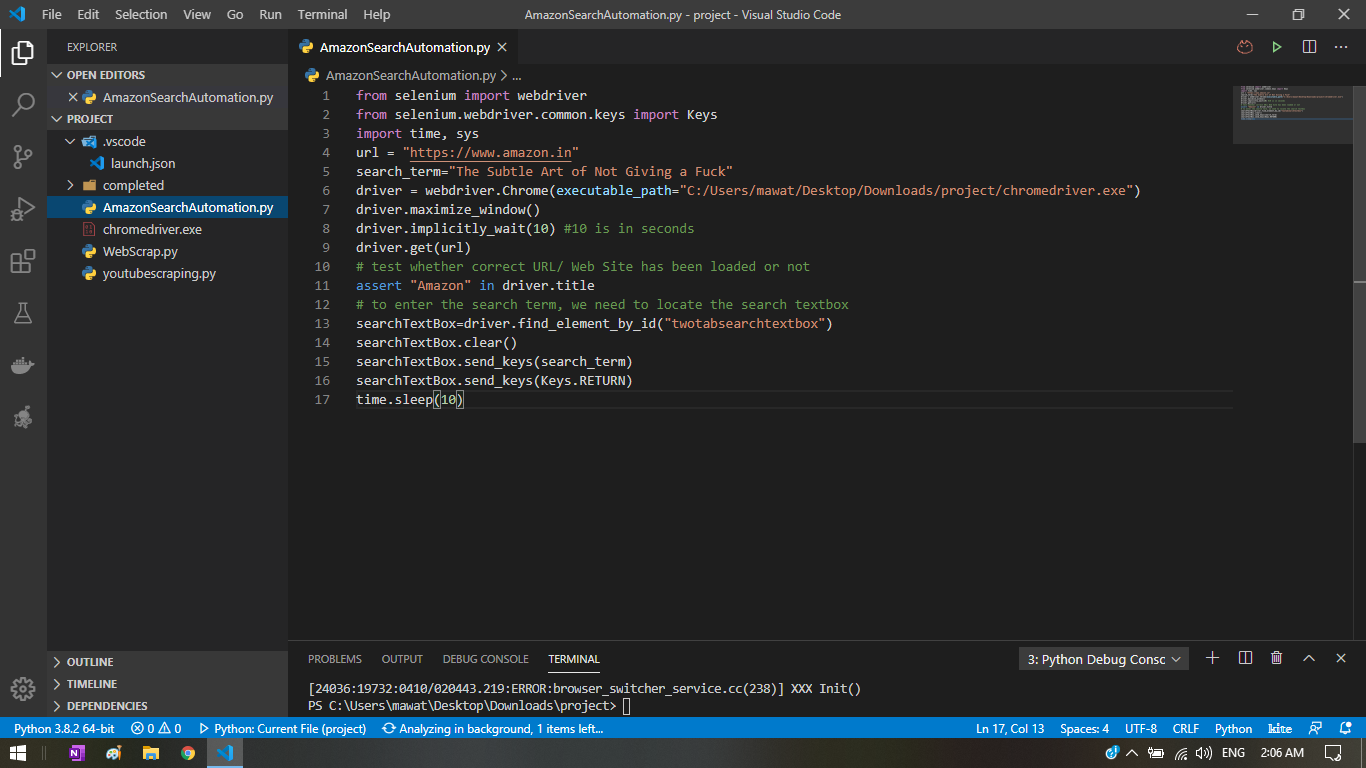 File Edit Selection View Go Run Terminal Help
AmazonSearchAutomation.py - project - Visual Studio Code
EXPLORER
OPEN EDITORS
AmazonSearchAutomation.py
PROJECT
.vscode
launch.json
completed
AmazonSearchAutomation.py
chromedriver.exe
WebScrap.py
youtubescraping.py
OUTLINE
TIMELINE
DEPENDENCIES
AmazonSearchAutomation.py
AmazonSearchAutomation.py > ...
1 from selenium import webdriver
2 from selenium.webdriver.common.keys import Keys
3 import time, sys
4 url = "https://www.amazon.in"
5 search_term="The Subtle Art of Not Giving a Fuck"
6 driver = webdriver.Chrome(executable_path="C:/Users/mawat/Desktop/Downloads/project/chromedriver.exe")
7 driver.maximize_window()
8 driver.implicitly_wait(10) #10 is in seconds
9 driver.get(url)
10 # test whether correct URL/ Web Site has been loaded or not
11 assert "Amazon" in driver.title
12 # to enter the search term, we need to locate the search textbox
13 searchTextBox=driver.find_element_by_id("twotabsearchtextbox")
14 searchTextBox.clear()
15 searchTextBox.send_keys(search_term)
16 searchTextBox.send_keys(Keys.RETURN)
17 time.sleep(10)
PROBLEMS OUTPUT DEBUG CONSOLE TERMINAL
3: Python Debug Consc
[24036:19732:0410/020443.219:ERROR:browser_switcher_service.cc(238)] XXX Init()
PS C:\Users\mawat\Desktop\Downloads\project>
Python 3.8.2 64-bit 0 0 Python: Current File (project) Analyzing in background, 1 items left... Ln 17, Col 13 Spaces: 4 UTF-8 CRLF Python kite
ENG 2:06 AM